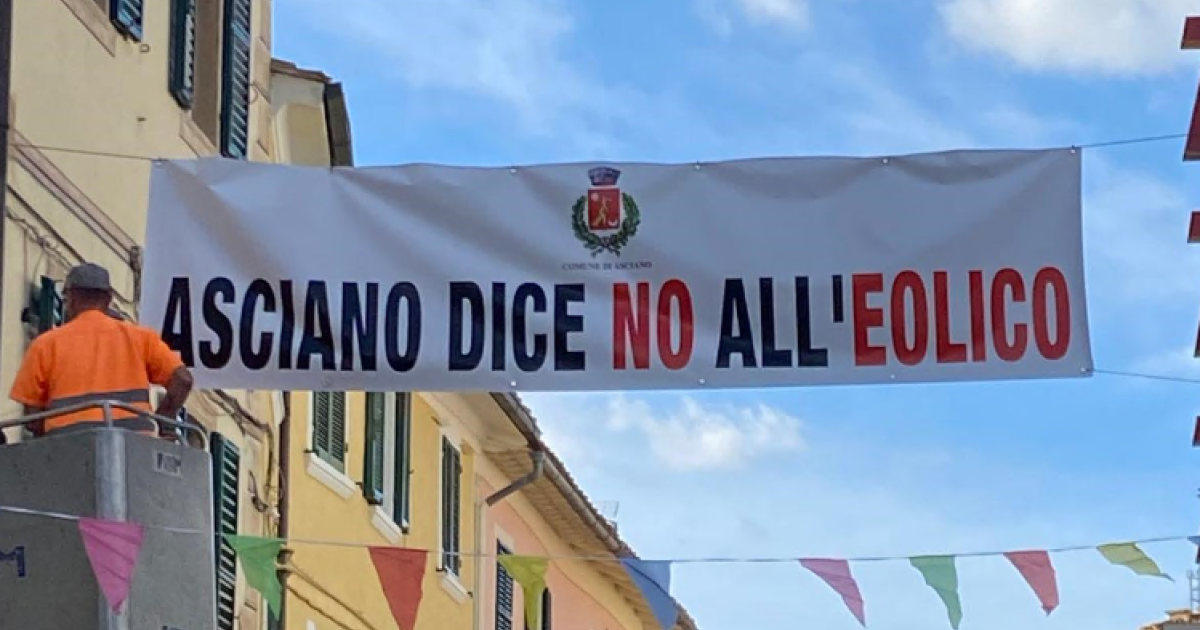 COMUNE DI ASCIANO
ASCIANO DICE NO ALL'EOLICO